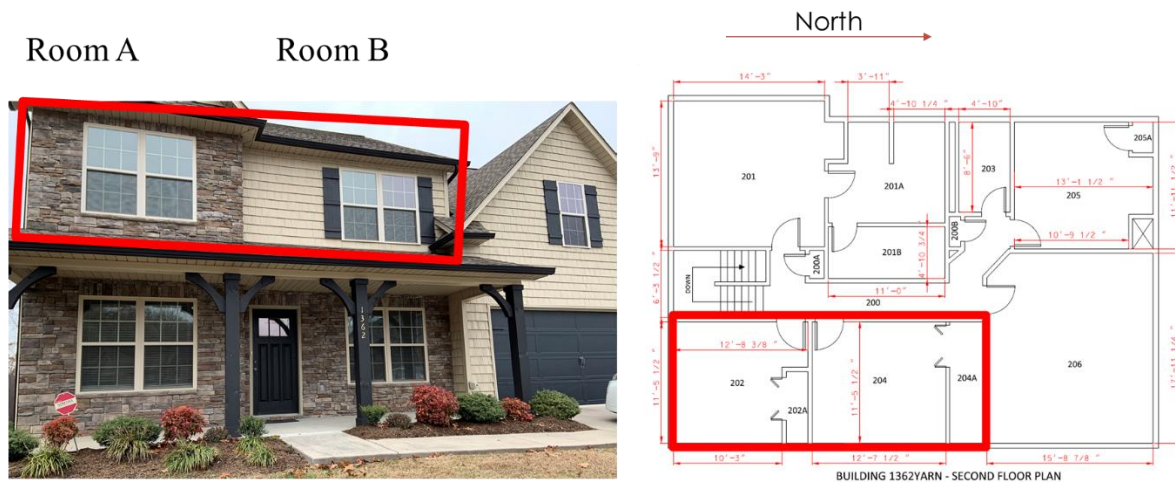 North
Room A
Room B
1362
14'-3"
3'-11"
4'-10 1/4 "
4'-10"
205A
13'-9"
8'-6"
203
201
201A
13'-1 1/2 "
205
10'-9 1/2 "
200B
201B
4'-10 3/4"
200A
6'-3 1/2 "
DOWN
11'-0"
200
12'-8 3/8 "
11'-5 1/2 "
202
202A
11'-5 1/2 "
204
204A
206
10'-3"
12'-7 1/2 "
15'-8 7/8 "
BUILDING 1362YARN - SECOND FLOOR PLAN